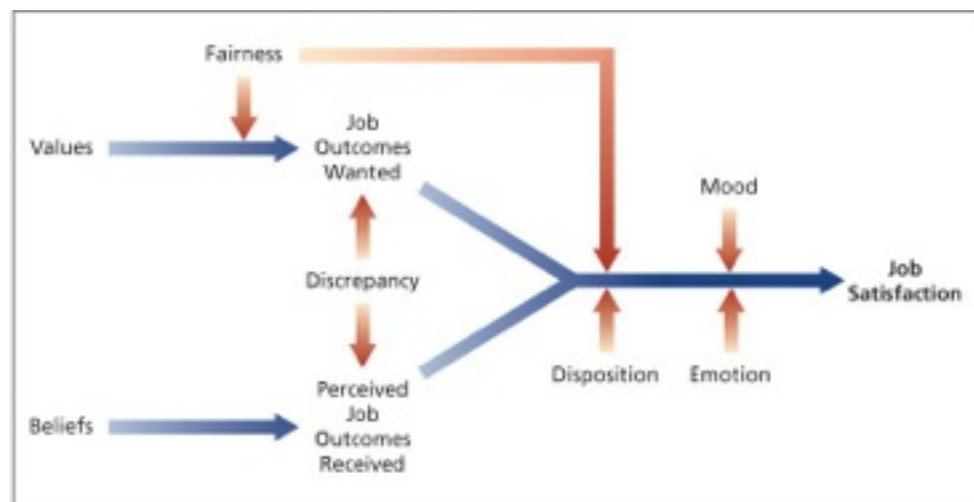 Fairness
Values
Job
Outcomes
Wanted
Mood
Discrepancy
Job
Satisfaction
Disposition
Emotion
Perceived
Job
Outcomes
Received
Beliefs